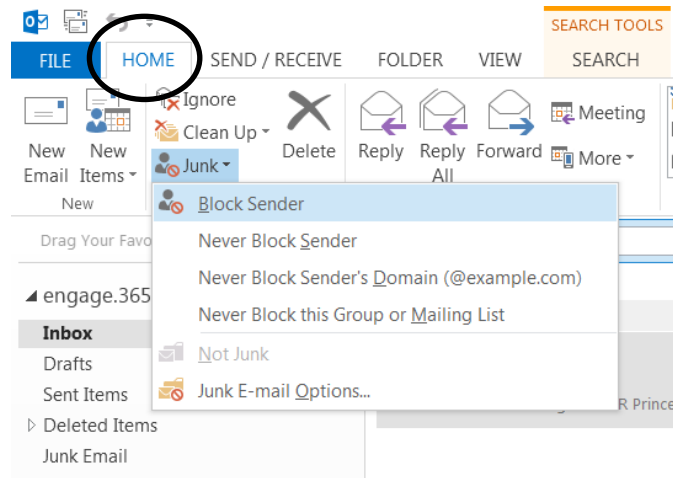 SEARCH TOOLS
FILE HOME SEND / RECEIVE FOLDER VIEW SEARCH
Ignore
Clean Up
Junk
New Email
New Items
Delete
Reply
Reply All
Forward
Meeting
More
New
Block Sender
Never Block Sender
Never Block Sender's Domain (@example.com)
Never Block this Group or Mailing List
Not Junk
Junk E-mail Options...
Drag Your Favo
engage.365
Inbox
Drafts
Sent Items
Deleted Items
Junk Email
R Prince